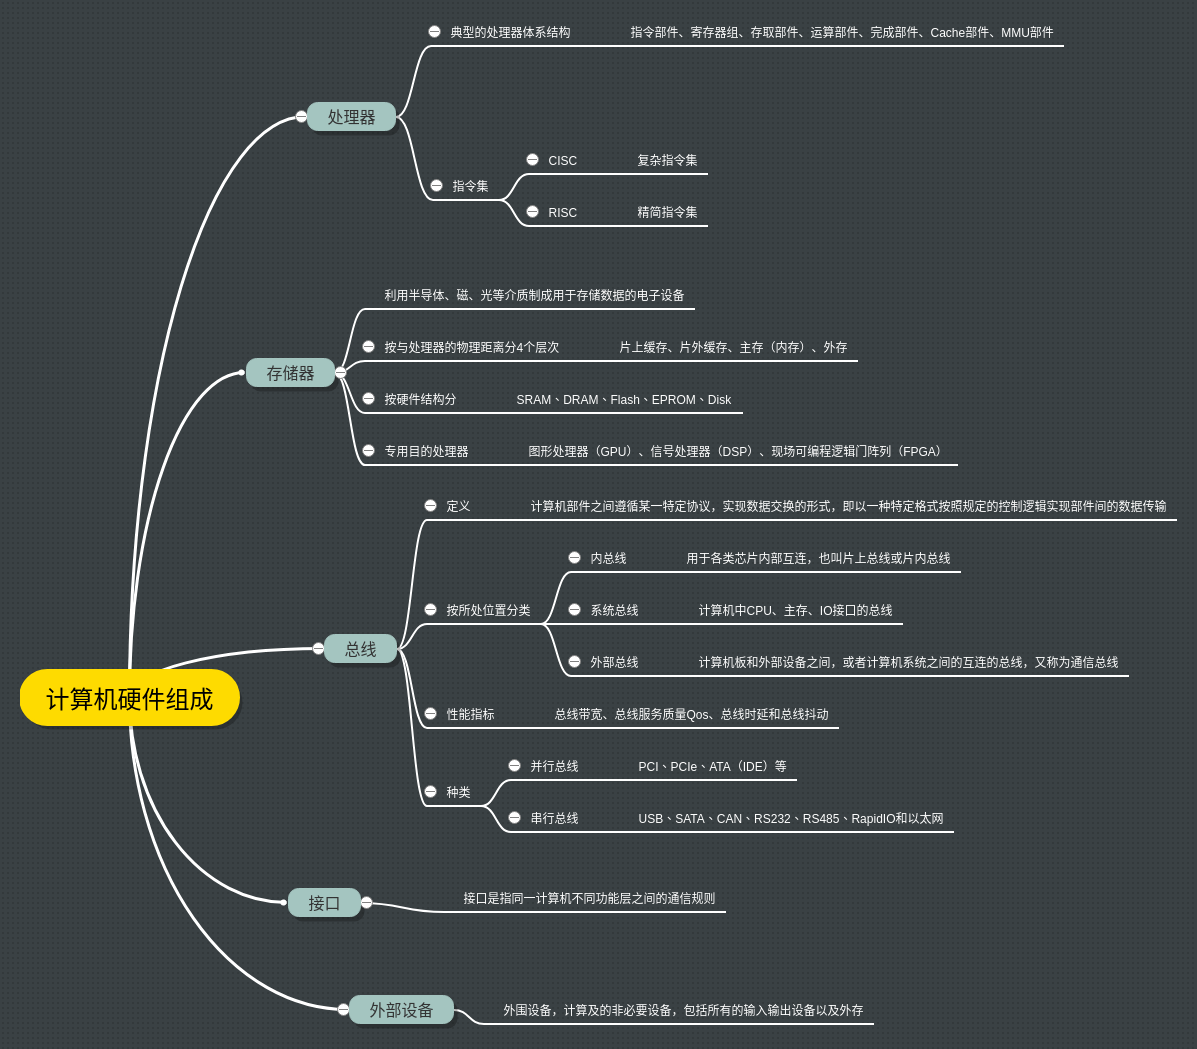 计算机硬件组成
处理器
典型的处理器体系结构
指令部件、寄存器组、存取部件、运算部件、完成部件、Cache部件、MMU部件
指令集
CISC
复杂指令集
RISC
精简指令集
存储器
利用半导体、磁、光等介质制成用于存储数据的电子设备
按与处理器的物理距离分4个层次
片上缓存、片外缓存、主存（内存）、外存
按硬件结构分
SRAM、DRAM、Flash、EPROM、Disk
专用目的处理器
图形处理器（GPU）、信号处理器（DSP）、现场可编程逻辑门阵列（FPGA）
总线
定义
计算机部件之间遵循某一特定协议，实现数据交换的形式，即以一种特定格式按照规定的控制逻辑实现部件间的数据传输
按所处位置分类
内总线
用于各类芯片内部互连，也叫片上总线或片内总线
系统总线
计算机中CPU、主存、IO接口的总线
外部总线
计算机板和外部设备之间，或者计算机系统之间的互连的总线，又称为通信总线
性能指标
总线带宽、总线服务质量Qos、总线时延和总线抖动
种类
并行总线
PCI、PCIe、ATA（IDE）等
串行总线
USB、SATA、CAN、RS232、RS485、RapidIO和以太网
接口
接口是指同一计算机不同功能层之间的通信规则
外部设备
外围设备，计算及的非必要设备，包括所有的输入输出设备以及外存